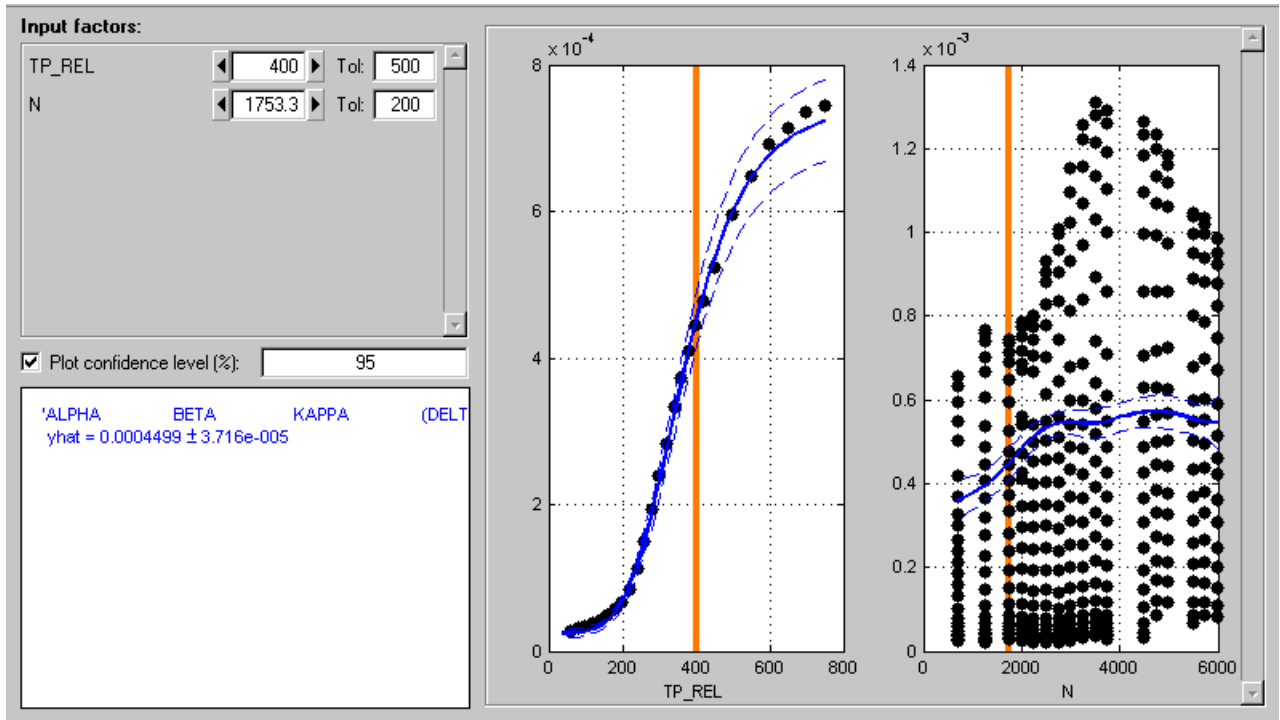 Input factors:
TP_REL 400 Tol: 500
N 1753.3 Tol: 200
Plot confidence level (%): 95
'ALPHA BETA KAPPA (DELT
yhat = 0.0004499 ± 3.716e-005
x 10^-4
8
6
4
2
0
0 200 400 600 800
TP_REL
x 10^-3
1.4
1.2
1
0.8
0.6
0.4
0.2
0
0 2000 4000 6000
N